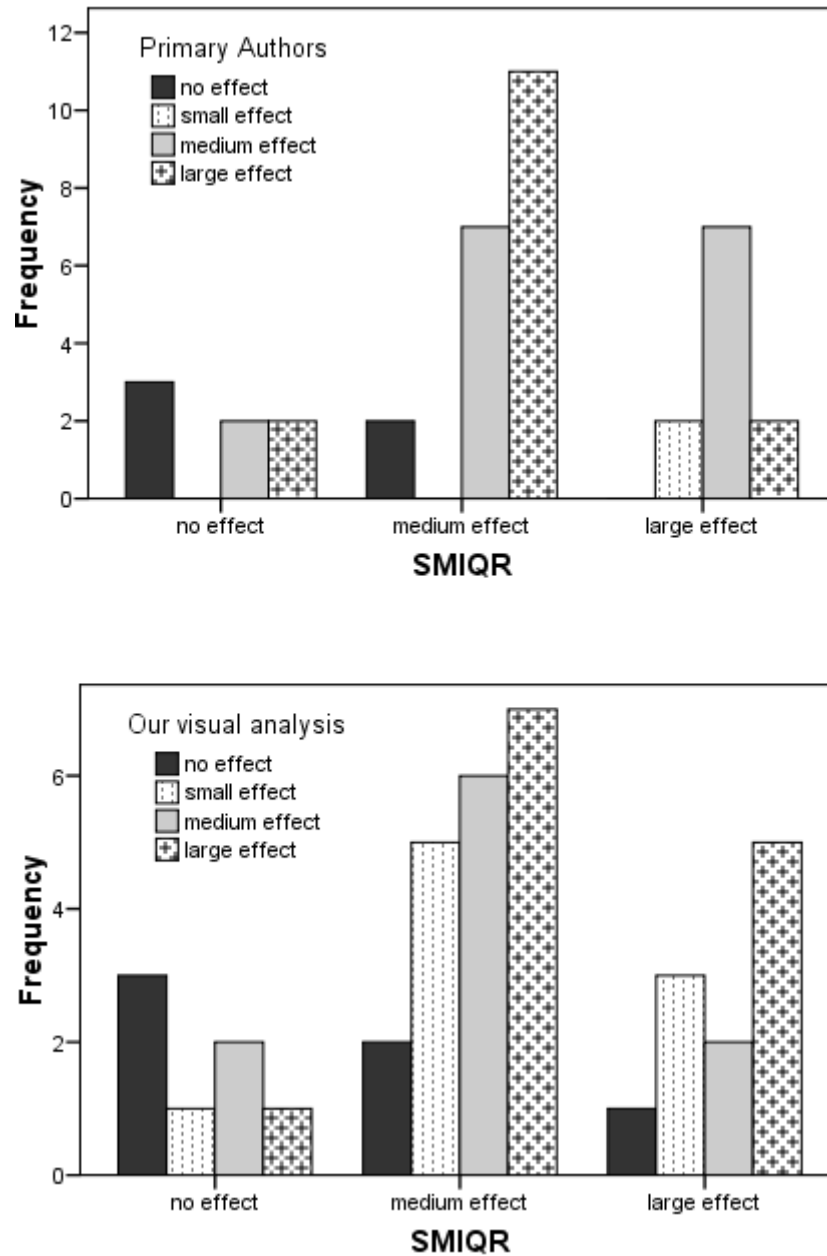 Primary Authors
no effect
small effect
medium effect
large effect
12
10
8
6
4
2
0
Frequency
no effect medium effect large effect
SMIQR
Our visual analysis
no effect
small effect
medium effect
large effect
6
4
2
0
Frequency
no effect medium effect large effect
SMIQR